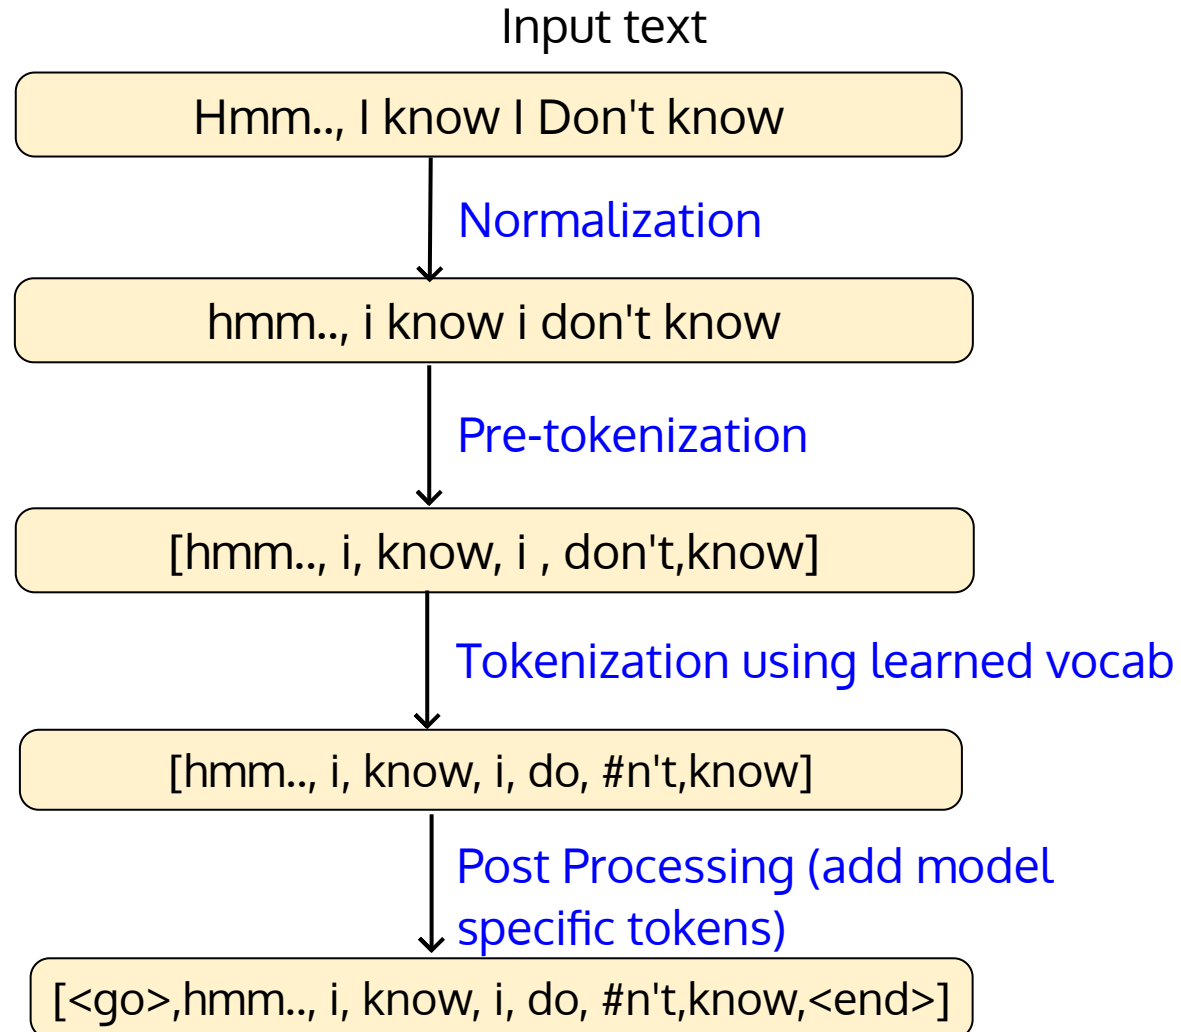 Input text
Hmm.., I know I Don't know
Normalization
hmm.., i know i don't know
Pre-tokenization
[hmm.., i, know, i , don't,know]
Tokenization using learned vocab
[hmm.., i, know, i, do, #n't,know]
Post Processing (add model
specific tokens)
[<go>,hmm.., i, know, i, do, #n't,know,<end>]